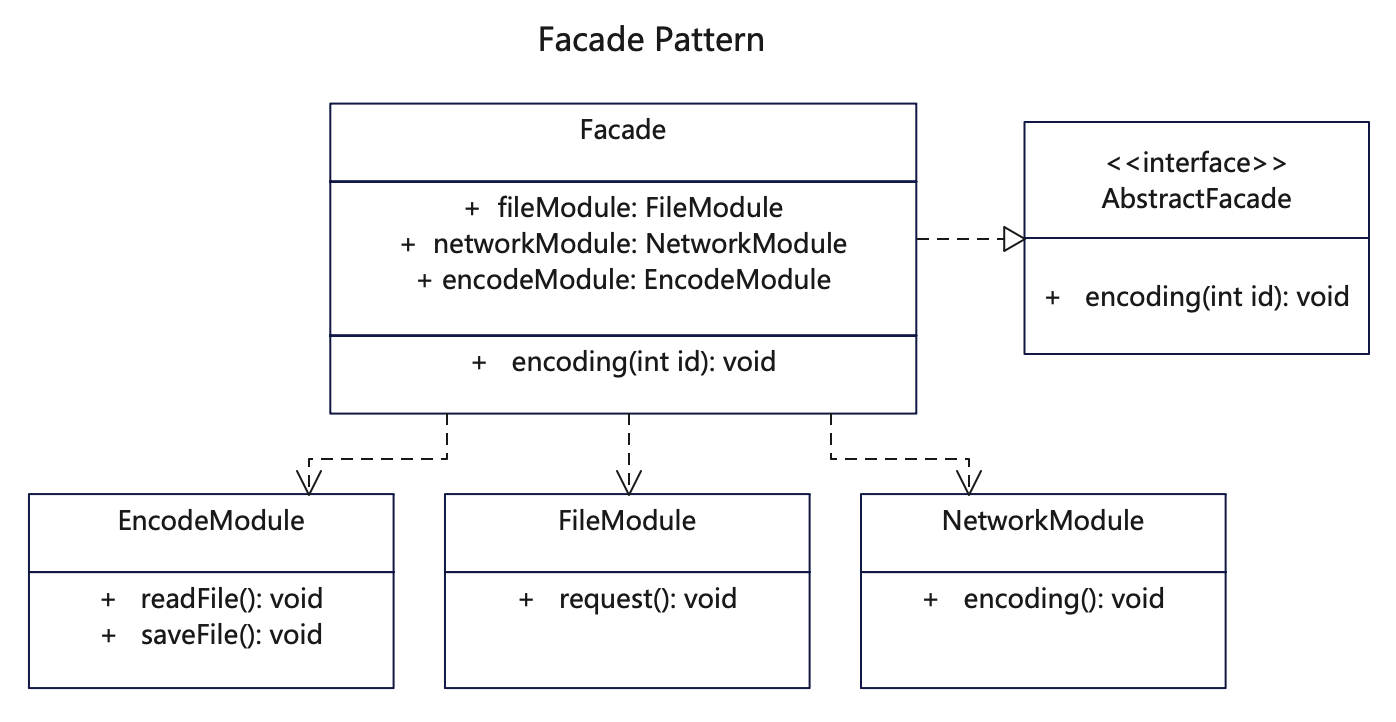 Facade Pattern
Facade
+ fileModule: FileModule
+ networkModule: NetworkModule
+ encodeModule: EncodeModule
+ encoding(int id): void
<<interface>>
AbstractFacade
+ encoding(int id): void
EncodeModule
+ readFile(): void
+ saveFile(): void
FileModule
+ request(): void
NetworkModule
+ encoding(): void